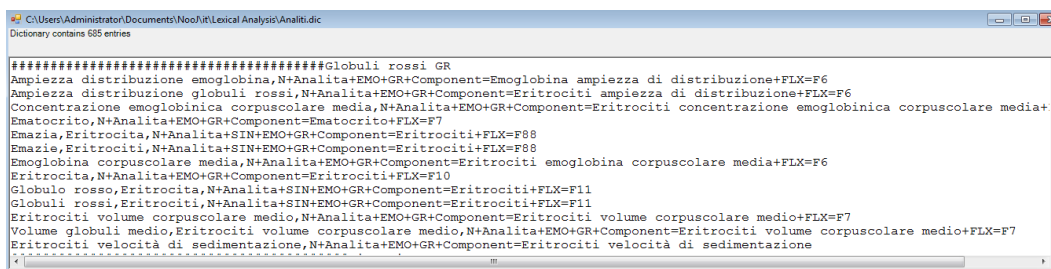 C:\Users\Administrator\Documents\NooJ\it\Lexical Analysis\Analiti.dic
Dictionary contains 685 entries
########################################Globuli rossi GR
Ampiezza distribuzione emoglobina,N+Analita+EMO+GR+Component=Emoglobina ampiezza di distribuzione+FLX=F6
Ampiezza distribuzione globuli rossi,N+Analita+EMO+GR+Component=Eritrociti ampiezza di distribuzione+FLX=F6
Concentrazione emoglobinica corpuscolare media,N+Analita+EMO+GR+Component=Eritrociti concentrazione emoglobinica corpuscolare media+
Ematocrito,N+Analita+EMO+GR+Component=Ematocrito+FLX=F7
Emazia,Eritrocita,N+Analita+SIN+EMO+GR+Component=Eritrociti+FLX=F88
Emazie,Eritrociti,N+Analita+SIN+EMO+GR+Component=Eritrociti+FLX=F88
Emoglobina corpuscolare media,N+Analita+EMO+GR+Component=Eritrociti emoglobina corpuscolare media+FLX=F6
Eritrocita,N+Analita+EMO+GR+Component=Eritrociti+FLX=F10
Globulo rosso,Eritrocita,N+Analita+SIN+EMO+GR+Component=Eritrociti+FLX=F11
Globuli rossi,Eritrociti,N+Analita+SIN+EMO+GR+Component=Eritrociti+FLX=F11
Eritrociti volume corpuscolare medio,N+Analita+EMO+GR+Component=Eritrociti volume corpuscolare medio+FLX=F7
Volume globuli medio,Eritrociti volume corpuscolare medio,N+Analita+EMO+GR+Component=Eritrociti volume corpuscolare medio+FLX=F7
Eritrociti velocità di sedimentazione,N+Analita+EMO+GR+Component=Eritrociti velocità di sedimentazione